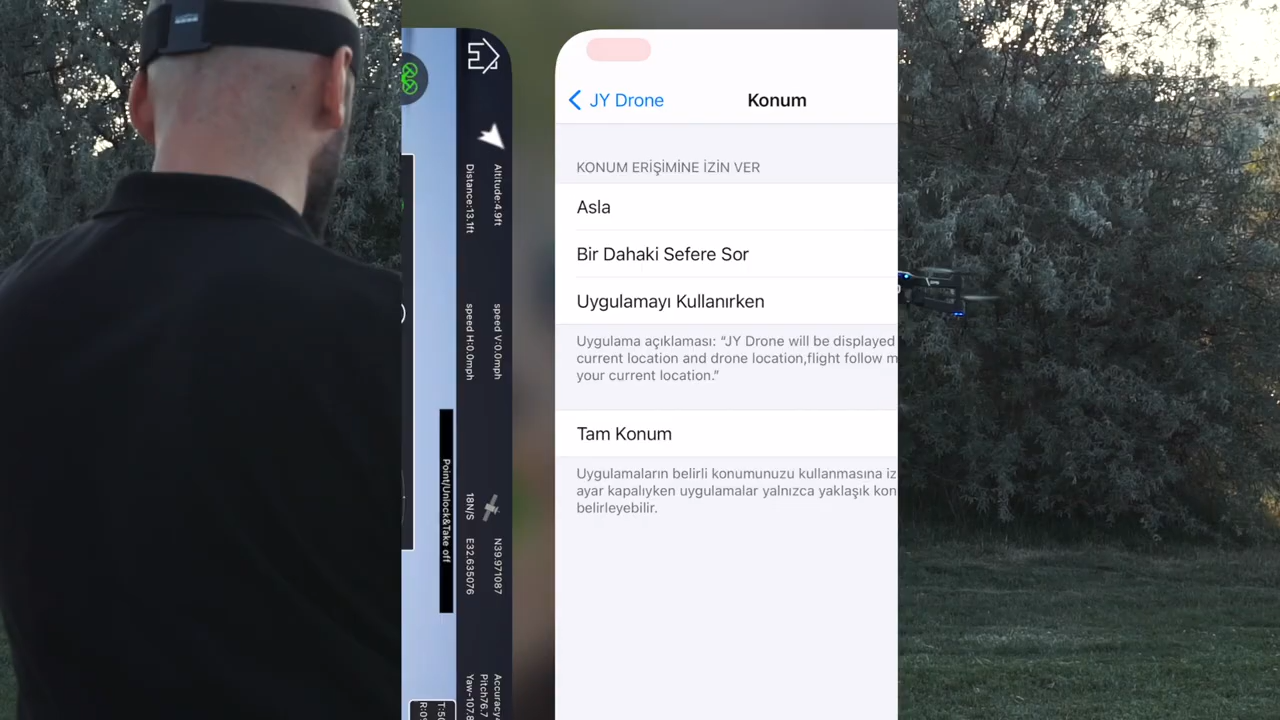 Altitude:4.9ft
Distance:13.1ft
speed V:0.0mph
speed H:0.0mph
18N/S
N39.971087
E32.635076
Pitch76.7
Point/Unlock&Take off
JY Drone
Konum
KONUM ERİŞİMİNE İZİN VER
Asla
Bir Dahaki Sefere Sor
Uygulamayı Kullanırken
Uygulama açıklaması: “JY Drone will be displayed
current location and drone location,flight follow m
your current location.”
Tam Konum
Uygulamaların belirli konumunuzu kullanmasına iz
ayar kapalıyken uygulamalar yalnızca yaklaşık kon
belirleyebilir.